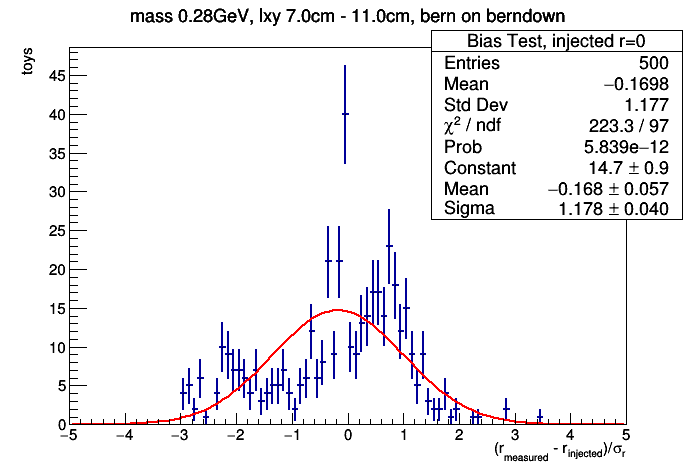 mass 0.28GeV, lxy 7.0cm - 11.0cm, bern on berndown
Bias Test, injected r=0
Entries 500
Mean −0.1698
Std Dev 1.177
χ² / ndf 223.3 / 97
Prob 5.839e−12
Constant 14.7 ± 0.9
Mean −0.168 ± 0.057
Sigma 1.178 ± 0.040
toys
45
40
35
30
25
20
15
10
5
0
−5 −4 −3 −2 −1 0 1 2 3 4 5
(r_measured - r_injected)/σ_r